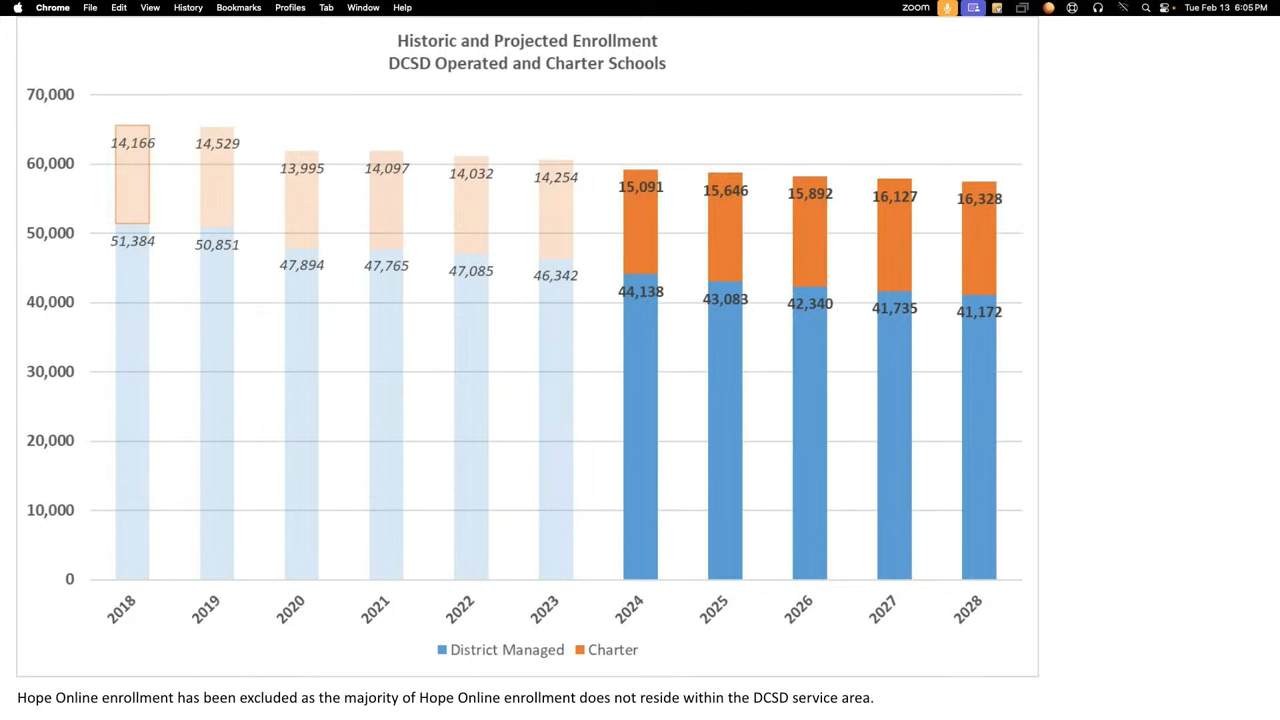 Chrome File Edit View History Bookmarks Profiles Tab Window Help zoom Tue Feb 13 6:05 PM
Historic and Projected Enrollment
DCSD Operated and Charter Schools
70,000
60,000
50,000
40,000
30,000
20,000
10,000
0
14,166 14,529 13,995 14,097 14,032 14,254 15,091 15,646 15,892 16,127 16,328
51,384 50,851 47,894 47,765 47,085 46,342 44,138 43,083 42,340 41,735 41,172
2018 2019 2020 2021 2022 2023 2024 2025 2026 2027 2028
District Managed Charter
Hope Online enrollment has been excluded as the majority of Hope Online enrollment does not reside within the DCSD service area.